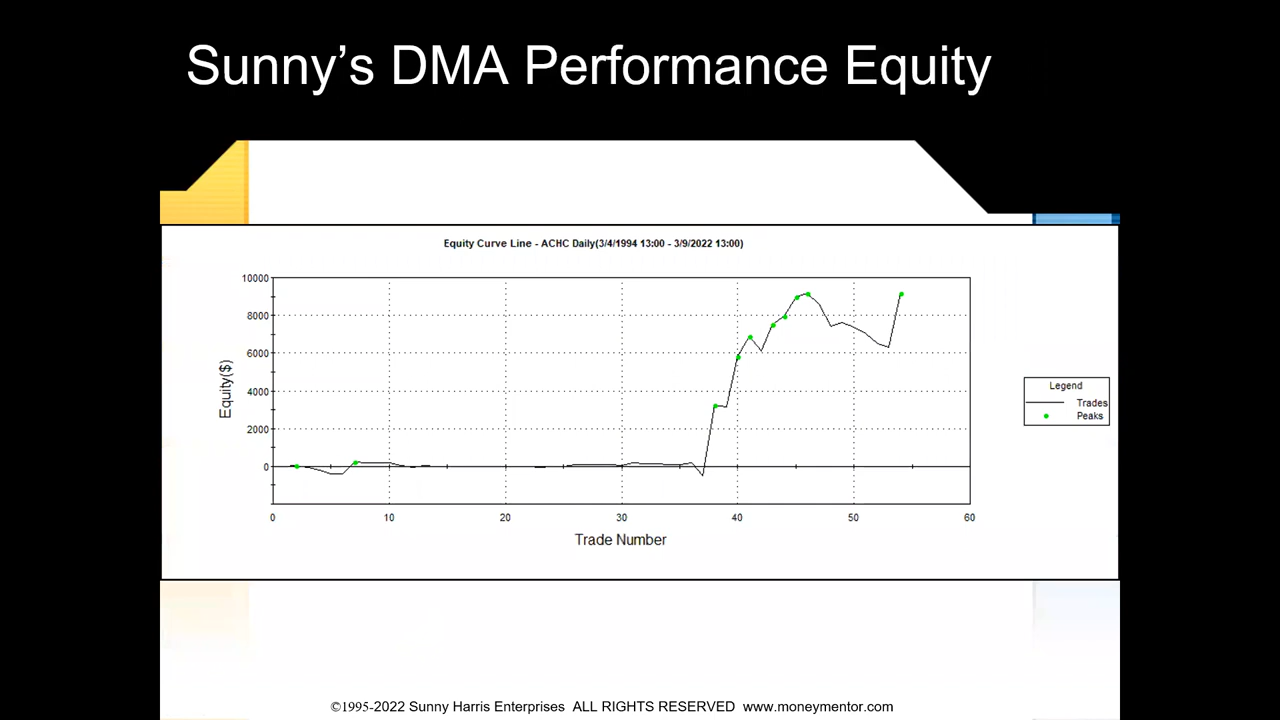 Sunny’s DMA Performance Equity
Equity Curve Line - ACHC Daily(3/4/1994 13:00 - 3/9/2022 13:00)
10000
8000
6000
4000
2000
0
Equity($)
0 10 20 30 40 50 60
Trade Number
Legend
Trades
Peaks
©1995-2022 Sunny Harris Enterprises ALL RIGHTS RESERVED www.moneymentor.com